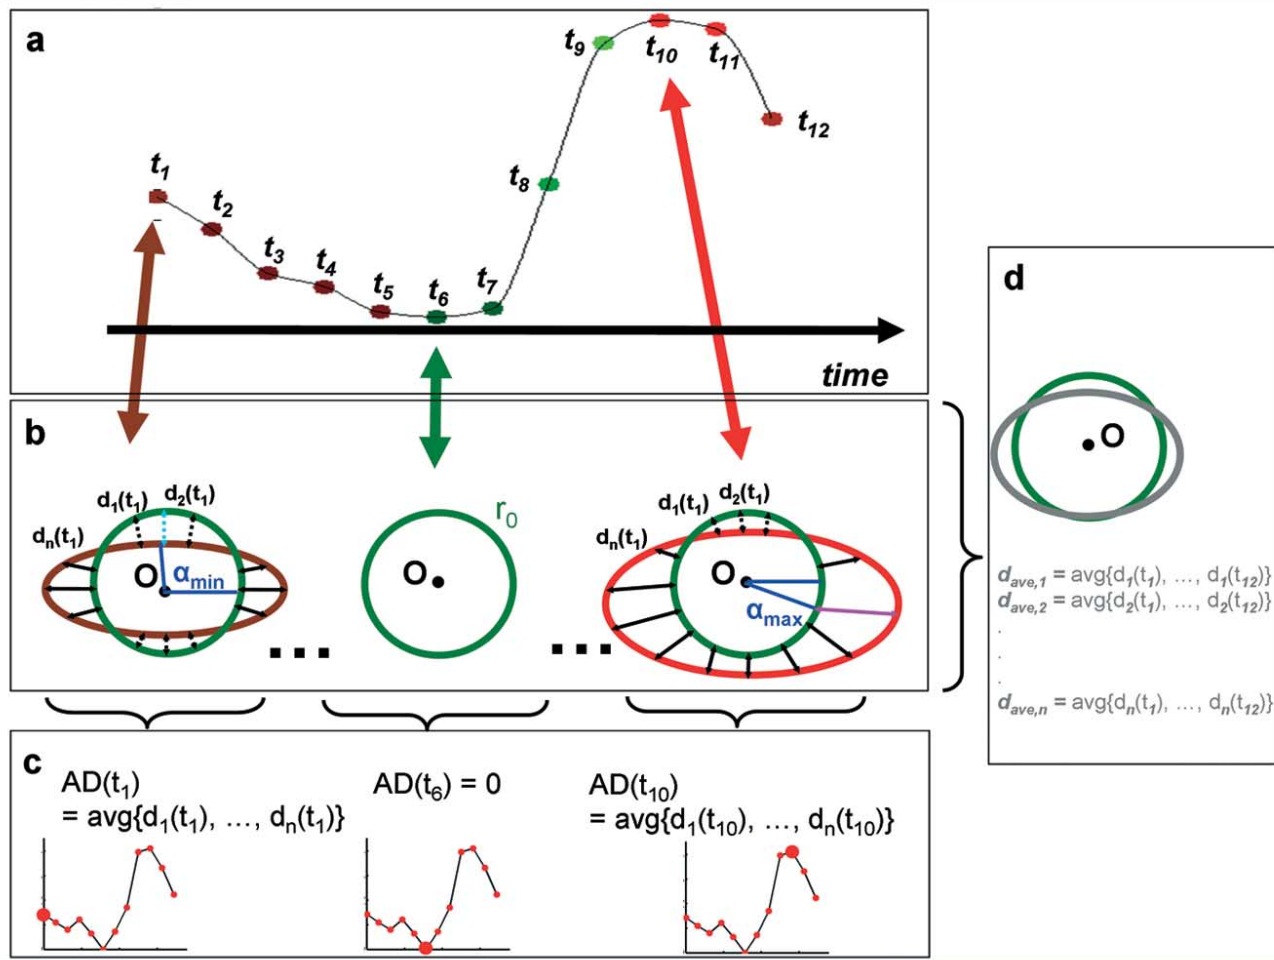 a
t1
t2
t3
t4
t5
t6
t7
t8
t9
t10
t11
t12
time
b
d1(t1)
d2(t1)
dn(t1)
O
αmin
...
O
r0
...
d1(t1)
d2(t1)
dn(t1)
O
αmax
c
AD(t1)
= avg{d1(t1), ..., dn(t1)}
AD(t6) = 0
AD(t10)
= avg{d1(t10), ..., dn(t10)}
d
O
dave,1 = avg{d1(t1), ..., d1(t12)}
dave,2 = avg{d2(t1), ..., d2(t12)}
.
.
.
dave,n = avg{dn(t1), ..., dn(t12)}